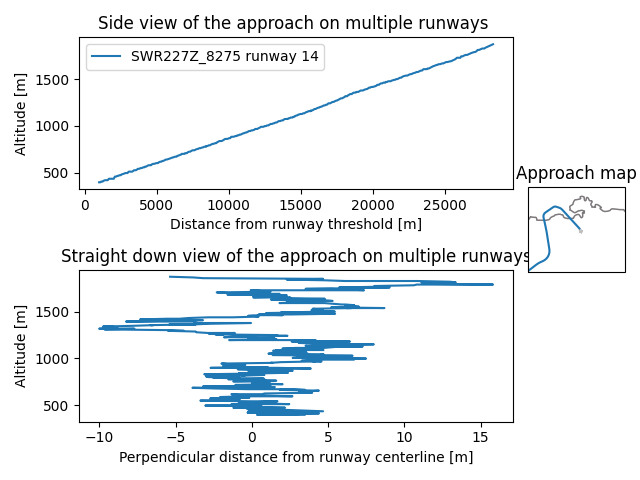 Side view of the approach on multiple runways
SWR227Z_8275 runway 14
Altitude [m]
1500
1000
500
0
5000
10000
15000
20000
25000
Distance from runway threshold [m]
Approach map
Straight down view of the approach on multiple runways
Altitude [m]
1500
1000
500
−10
−5
0
5
10
15
Perpendicular distance from runway centerline [m]